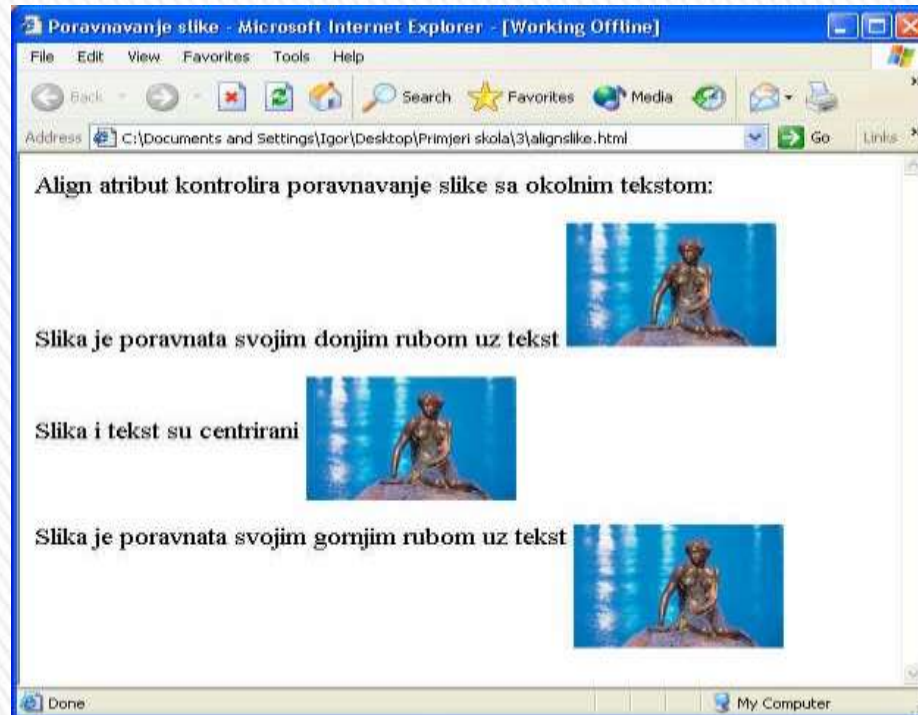 Poravnavanje slike - Microsoft Internet Explorer - [Working Offline]
File Edit View Favorites Tools Help
Back Search Favorites Media
Address C:\Documents and Settings\Igor\Desktop\Primjeri skola\3\alignslike.html Go Links
Align atribut kontrolira poravnavanje slike sa okolnim tekstom:
Slika je poravnata svojim donjim rubom uz tekst
Slika i tekst su centrirani
Slika je poravnata svojim gornjim rubom uz tekst
Done My Computer